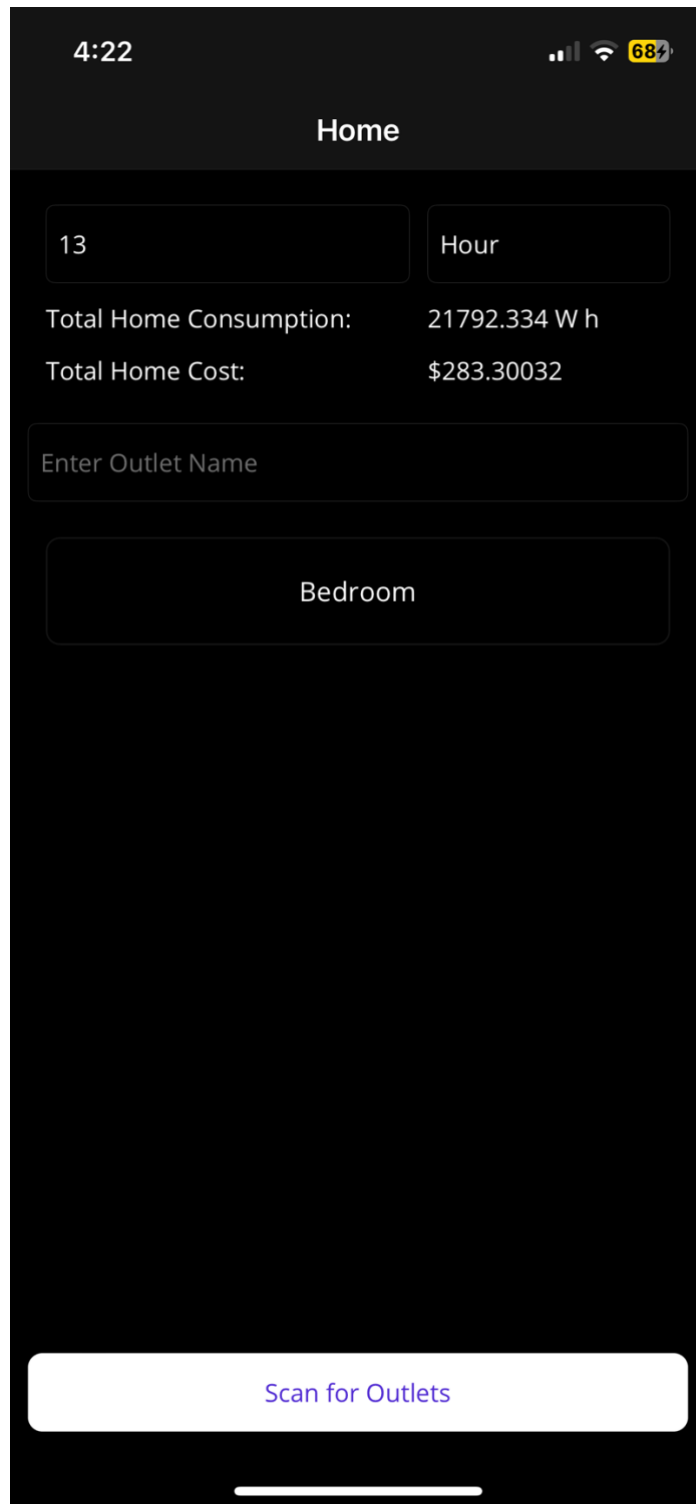 4:22
68
Home
13
Hour
Total Home Consumption: 21792.334 W h
Total Home Cost: $283.30032
Enter Outlet Name
Bedroom
Scan for Outlets